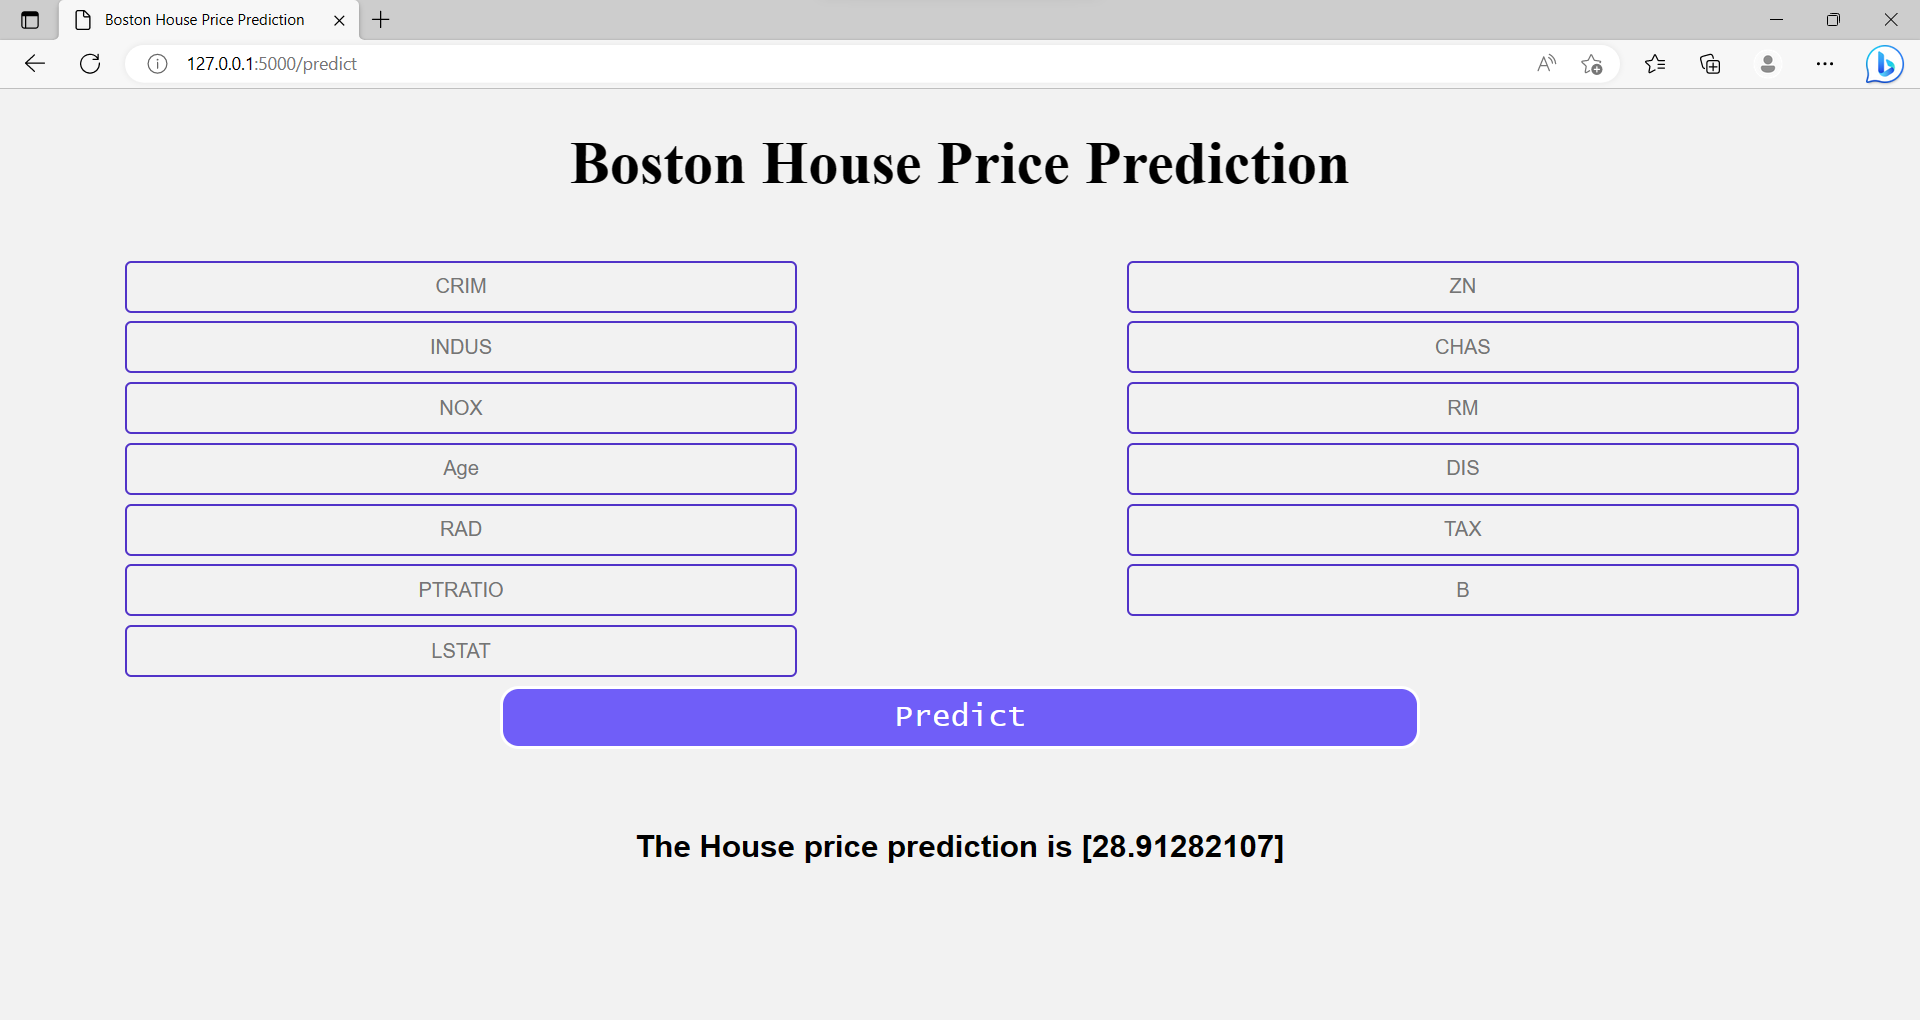 Boston House Price Prediction
127.0.0.1:5000/predict
Boston House Price Prediction
CRIM
ZN
INDUS
CHAS
NOX
RM
Age
DIS
RAD
TAX
PTRATIO
B
LSTAT
Predict
The House price prediction is [28.91282107]